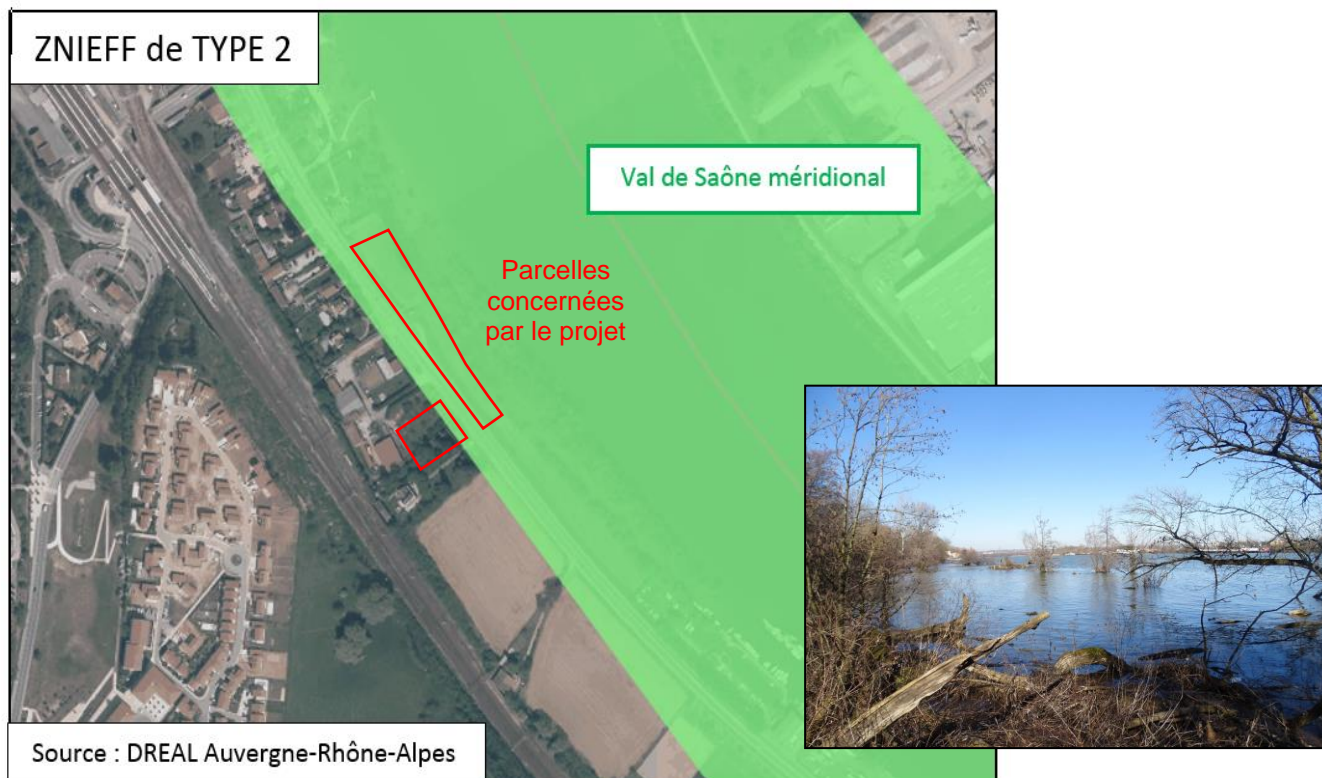 ZNIEFF de TYPE 2
Val de Saône méridional
Parcelles
concernées
par le projet
Source : DREAL Auvergne-Rhône-Alpes